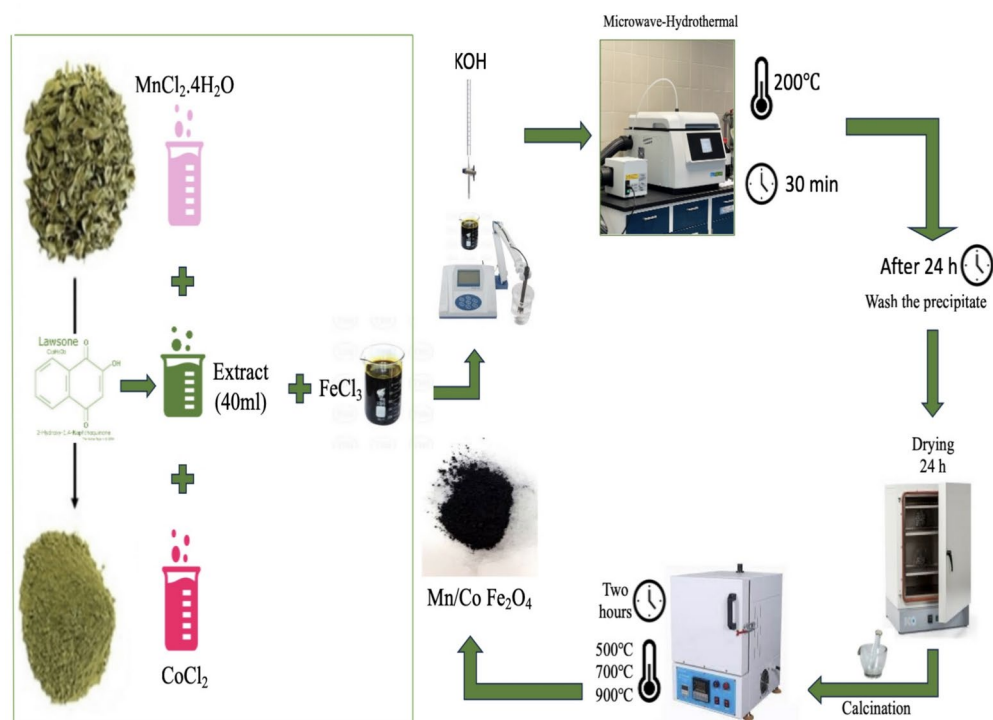 Microwave-Hydrothermal
KOH
200°C
30 min
MnCl₂.4H₂O
After 24 h
Wash the precipitate
Lawsone
OH
O
O
Extract
(40ml)
FeCl₃
Drying
24 h
Mn/Co Fe₂O₄
Two
hours
500°C
700°C
900°C
CoCl₂
Calcination